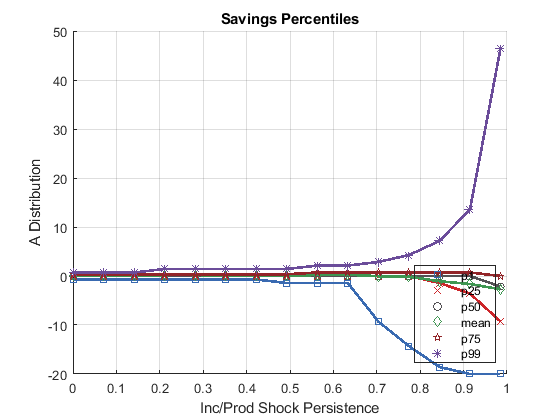 Savings Percentiles
50
40
30
20
10
0
-10
-20
A Distribution
p1
p25
p50
mean
p75
p99
0 0.1 0.2 0.3 0.4 0.5 0.6 0.7 0.8 0.9 1
Inc/Prod Shock Persistence